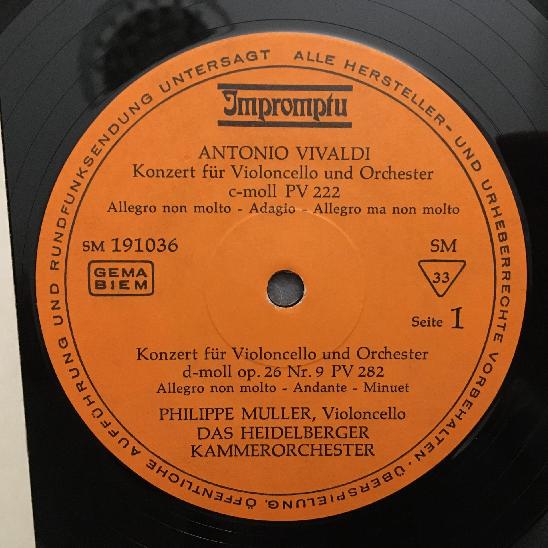 ALLE HERSTELLER- UND URHEBERRECHTE VORBEHALTEN · ÜBERSPIELUNG, ÖFFENTLICHE AUFFÜHRUNG UND RUNDFUNKSENDUNG UNTERSAGT
Impromptu
ANTONIO VIVALDI
Konzert für Violoncello und Orchester
c-moll PV 222
Allegro non molto - Adagio - Allegro ma non molto
SM 191036 SM
GEMA
BIEM
33
Seite 1
Konzert für Violoncello und Orchester
d-moll op. 26 Nr. 9 PV 282
Allegro non molto - Andante - Minuet
PHILIPPE MULLER, Violoncello
DAS HEIDELBERGER
KAMMERORCHESTER